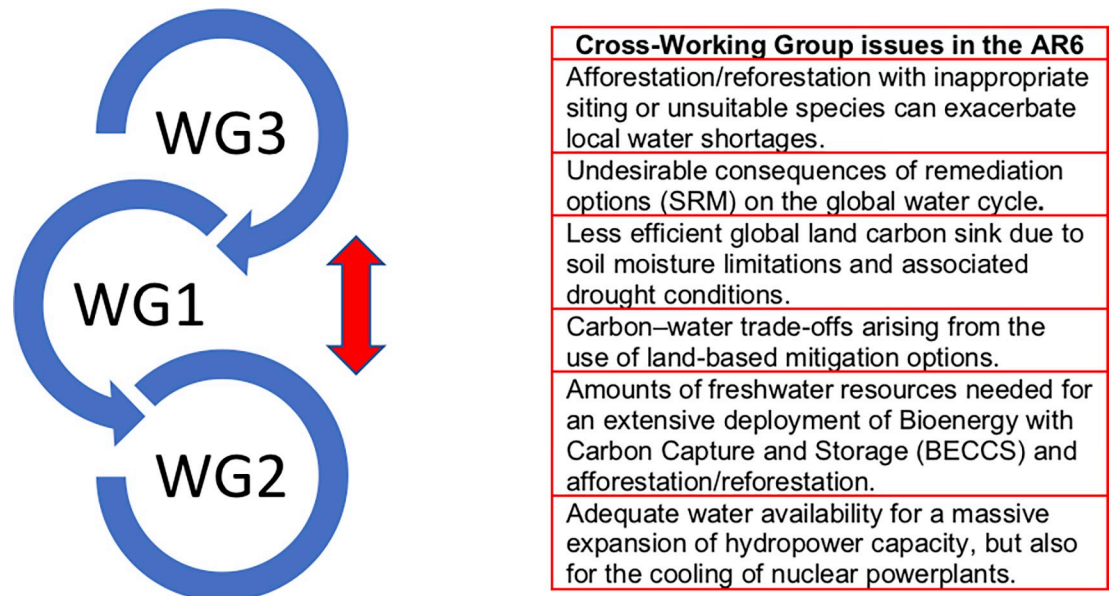 WG3
WG1
WG2
Cross-Working Group issues in the AR6
Afforestation/reforestation with inappropriate
siting or unsuitable species can exacerbate
local water shortages.
Undesirable consequences of remediation
options (SRM) on the global water cycle.
Less efficient global land carbon sink due to
soil moisture limitations and associated
drought conditions.
Carbon–water trade-offs arising from the
use of land-based mitigation options.
Amounts of freshwater resources needed for
an extensive deployment of Bioenergy with
Carbon Capture and Storage (BECCS) and
afforestation/reforestation.
Adequate water availability for a massive
expansion of hydropower capacity, but also
for the cooling of nuclear powerplants.